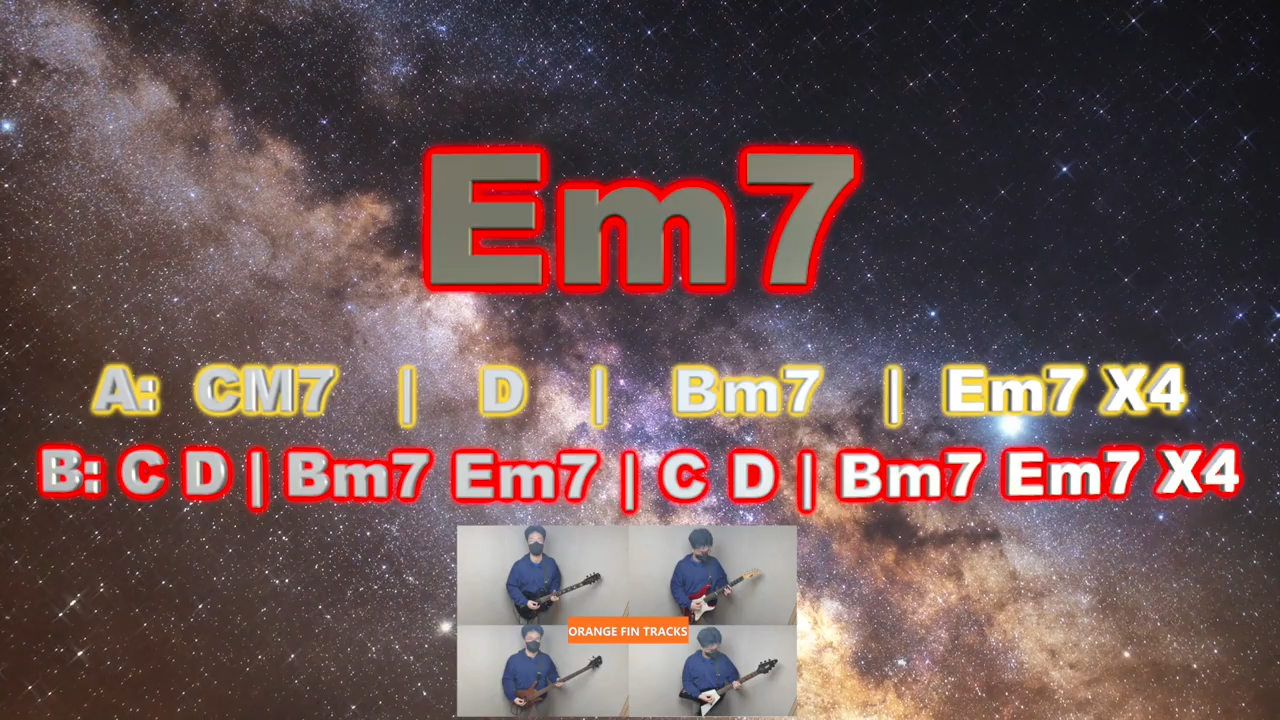 Em7
A: CM7 | D | Bm7 | Em7 X4
B: C D | Bm7 Em7 | C D | Bm7 Em7 X4
ORANGE FIN TRACKS